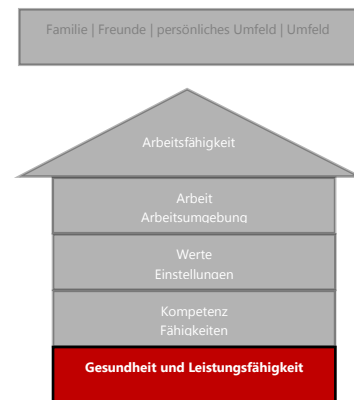 Familie | Freunde | persönliches Umfeld | Umfeld
Arbeitsfähigkeit
Arbeit
Arbeitsumgebung
Werte
Einstellungen
Kompetenz
Fähigkeiten
Gesundheit und Leistungsfähigkeit